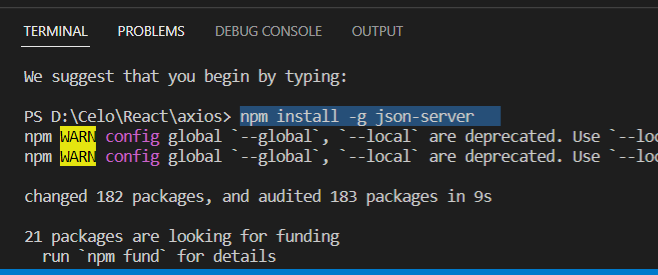 TERMINAL PROBLEMS DEBUG CONSOLE OUTPUT
We suggest that you begin by typing:
PS D:\Celo\React\axios> npm install -g json-server
npm WARN config global `--global`, `--local` are deprecated. Use `--lo
npm WARN config global `--global`, `--local` are deprecated. Use `--lo
changed 182 packages, and audited 183 packages in 9s
21 packages are looking for funding
run `npm fund` for details